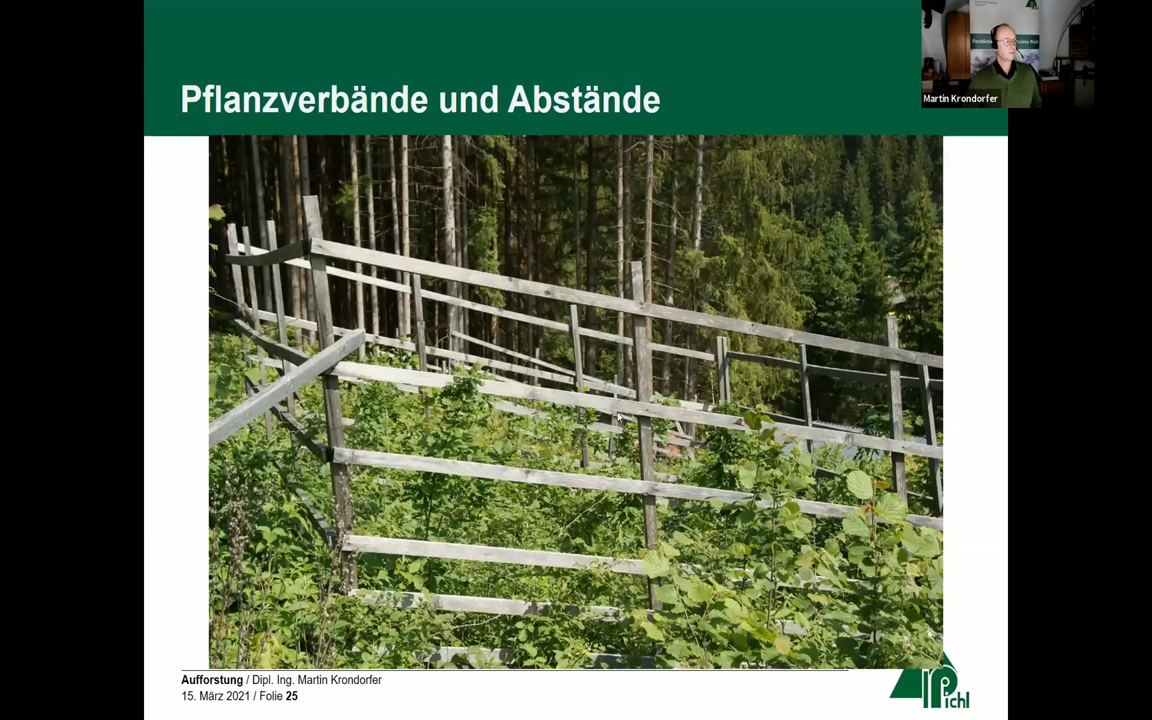 Pflanzverbände und Abstände
Martin Krondorfer
Aufforstung / Dipl. Ing. Martin Krondorfer
15. März 2021 / Folie 25
Pichl